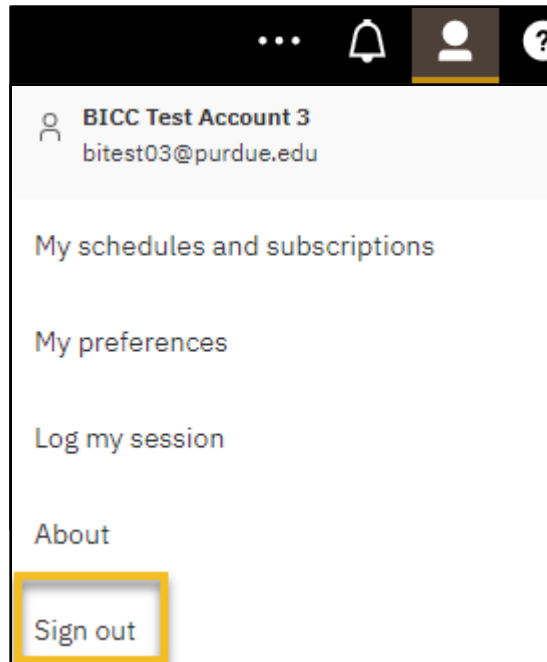 ?
BICC Test Account 3
bitest03@purdue.edu
My schedules and subscriptions
My preferences
Log my session
About
Sign out